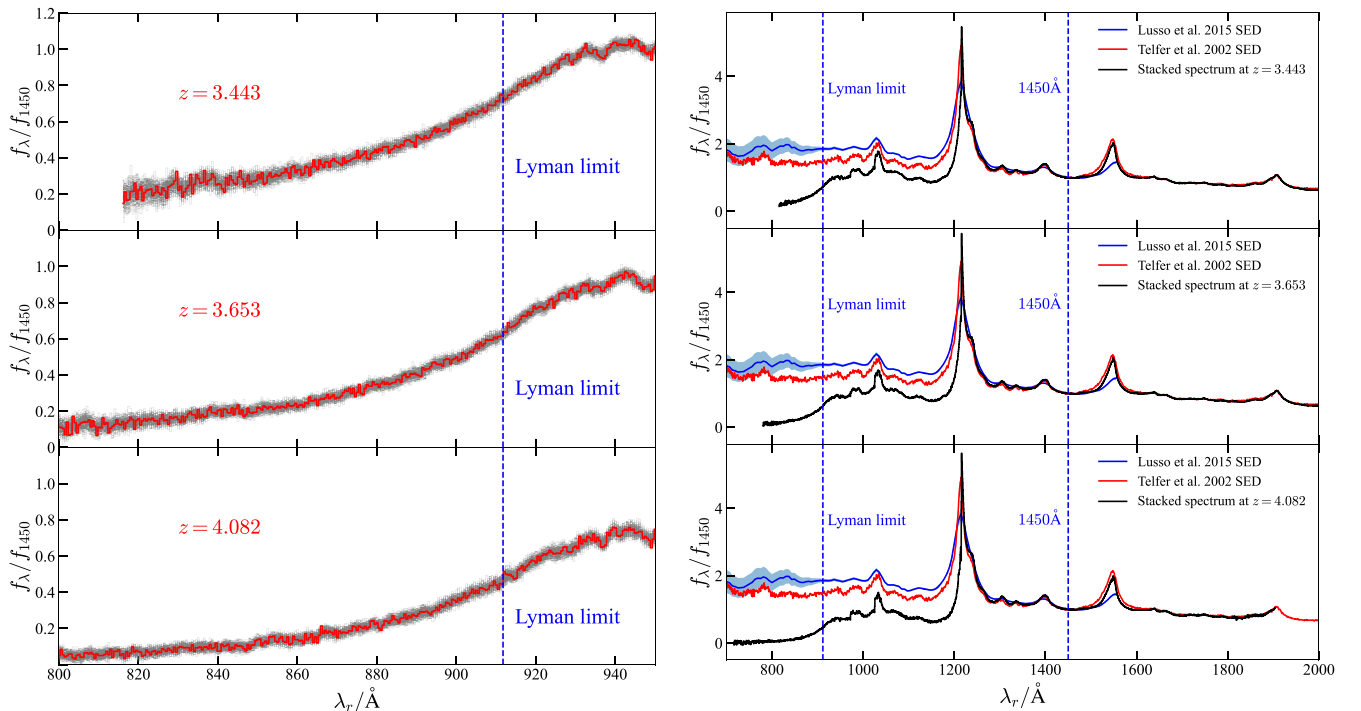 1.2
1.0
0.8
0.6
0.4
0.2
0
f_λ/f_1450
z = 3.443
Lyman limit
1.0
0.8
0.6
0.4
0.2
0
f_λ/f_1450
z = 3.653
Lyman limit
1.0
0.8
0.6
0.4
0.2
f_λ/f_1450
z = 4.082
Lyman limit
800 820 840 860 880 900 920 940
λ_r/Å
4
2
0
f_λ/f_1450
Lyman limit
1450Å
Lusso et al. 2015 SED
Telfer et al. 2002 SED
Stacked spectrum at z = 3.443
4
2
0
f_λ/f_1450
Lyman limit
1450Å
Lusso et al. 2015 SED
Telfer et al. 2002 SED
Stacked spectrum at z = 3.653
4
2
0
f_λ/f_1450
Lyman limit
1450Å
Lusso et al. 2015 SED
Telfer et al. 2002 SED
Stacked spectrum at z = 4.082
800 1000 1200 1400 1600 1800 2000
λ_r/Å